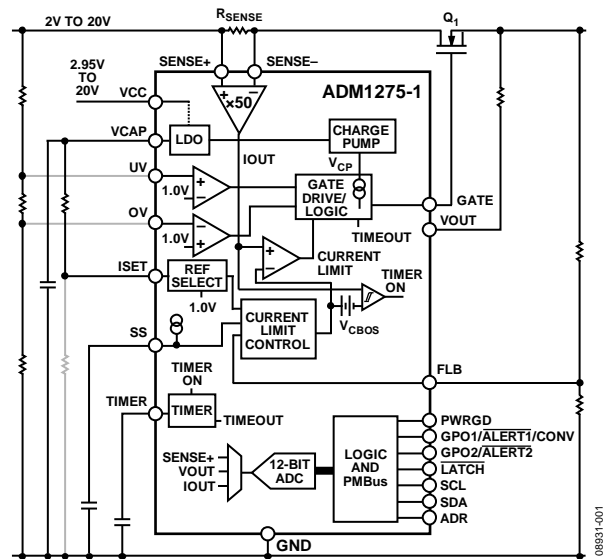 RSENSE
Q1
2V TO 20V
SENSE+
SENSE–
2.95V
TO
20V
VCC
ADM1275-1
×50
+ –
VCAP
LDO
CHARGE
PUMP
IOUT
VCP
UV
+
1.0V –
GATE
DRIVE/
LOGIC
GATE
OV
–
1.0V +
VOUT
TIMEOUT
+
–
CURRENT
LIMIT
ISET
REF
SELECT
1.0V
TIMER
ON
CURRENT
LIMIT
CONTROL
VCBOS
SS
FLB
TIMER
ON
TIMER
TIMER
TIMEOUT
PWRGD
GPO1/ALERT1/CONV
GPO2/ALERT2
LATCH
SCL
SDA
ADR
SENSE+
VOUT
IOUT
12-BIT
ADC
LOGIC
AND
PMBus
GND
08931-001